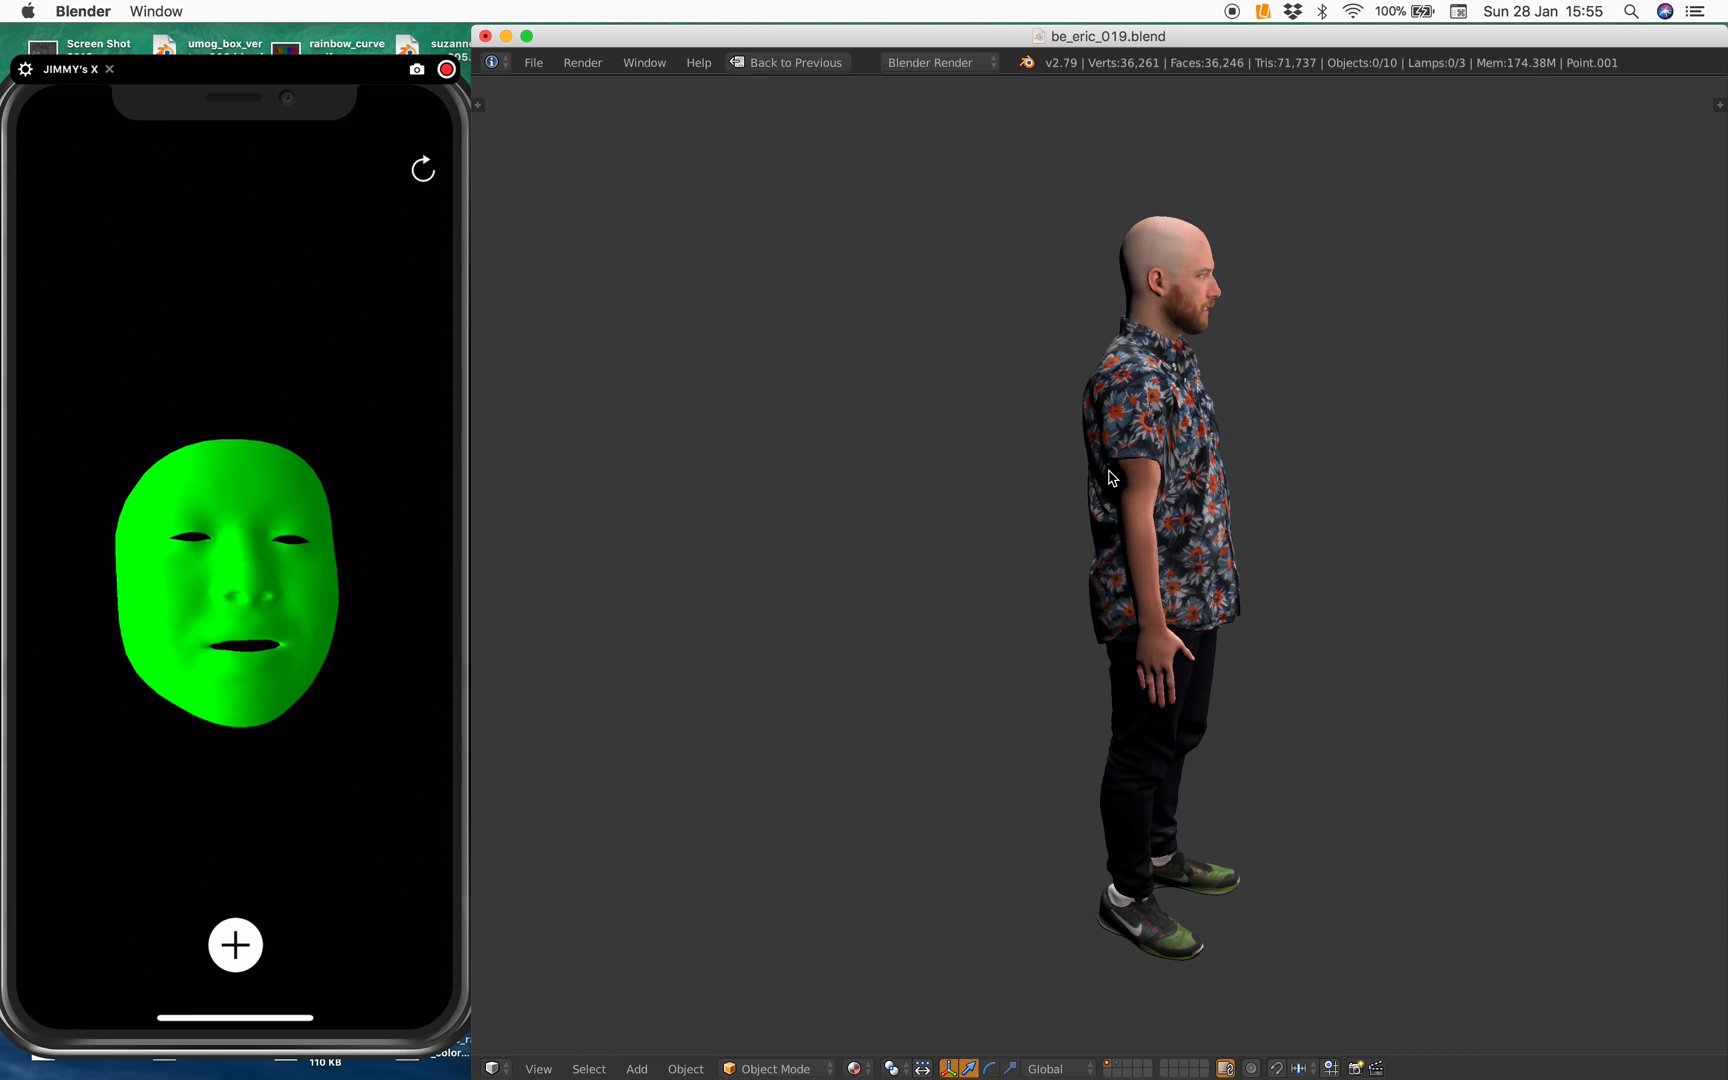 Blender Window
100% Sun 28 Jan 15:55
Screen Shot umog_box_ver rainbow_curve
be_eric_019.blend
JIMMY's X
File Render Window Help Back to Previous Blender Render v2.79 | Verts:36,261 | Faces:36,246 | Tris:71,737 | Objects:0/10 | Lamps:0/3 | Mem:174.38M | Point.001
_color...
110 KB
View Select Add Object Object Mode Global